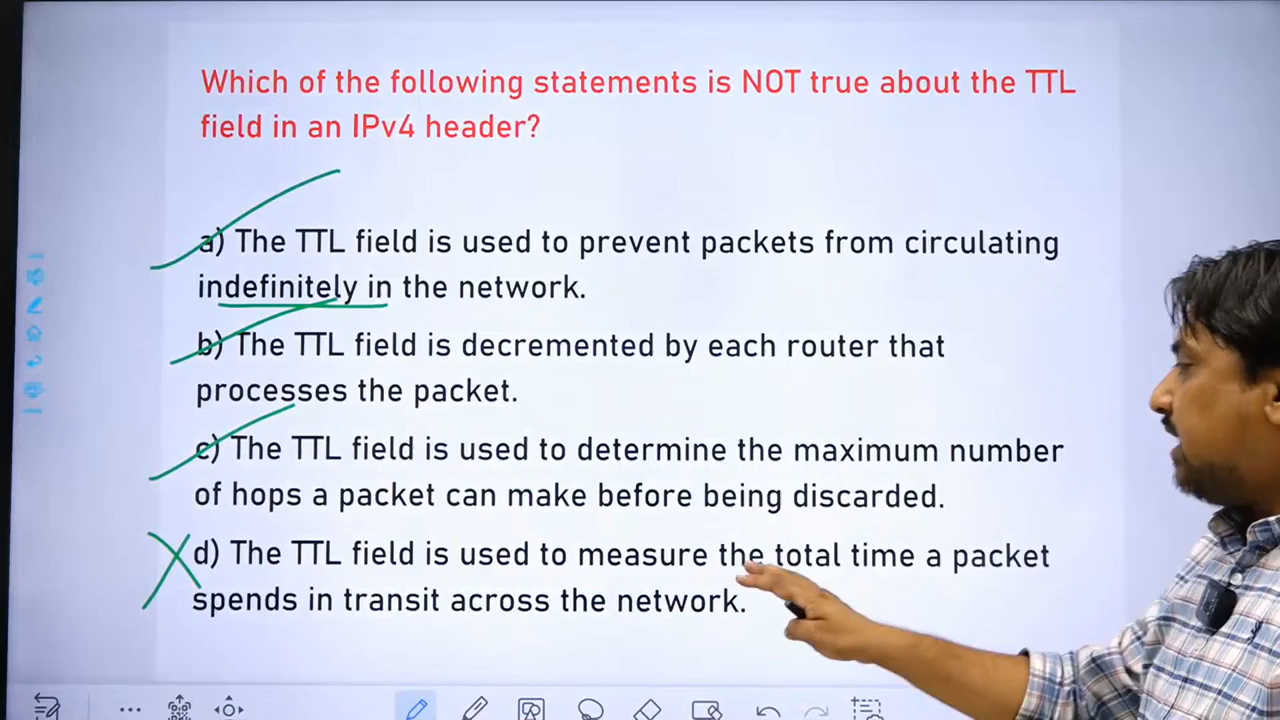 Which of the following statements is NOT true about the TTL
field in an IPv4 header?
a) The TTL field is used to prevent packets from circulating
indefinitely in the network.
b) The TTL field is decremented by each router that
processes the packet.
c) The TTL field is used to determine the maximum number
of hops a packet can make before being discarded.
d) The TTL field is used to measure the total time a packet
spends in transit across the network.